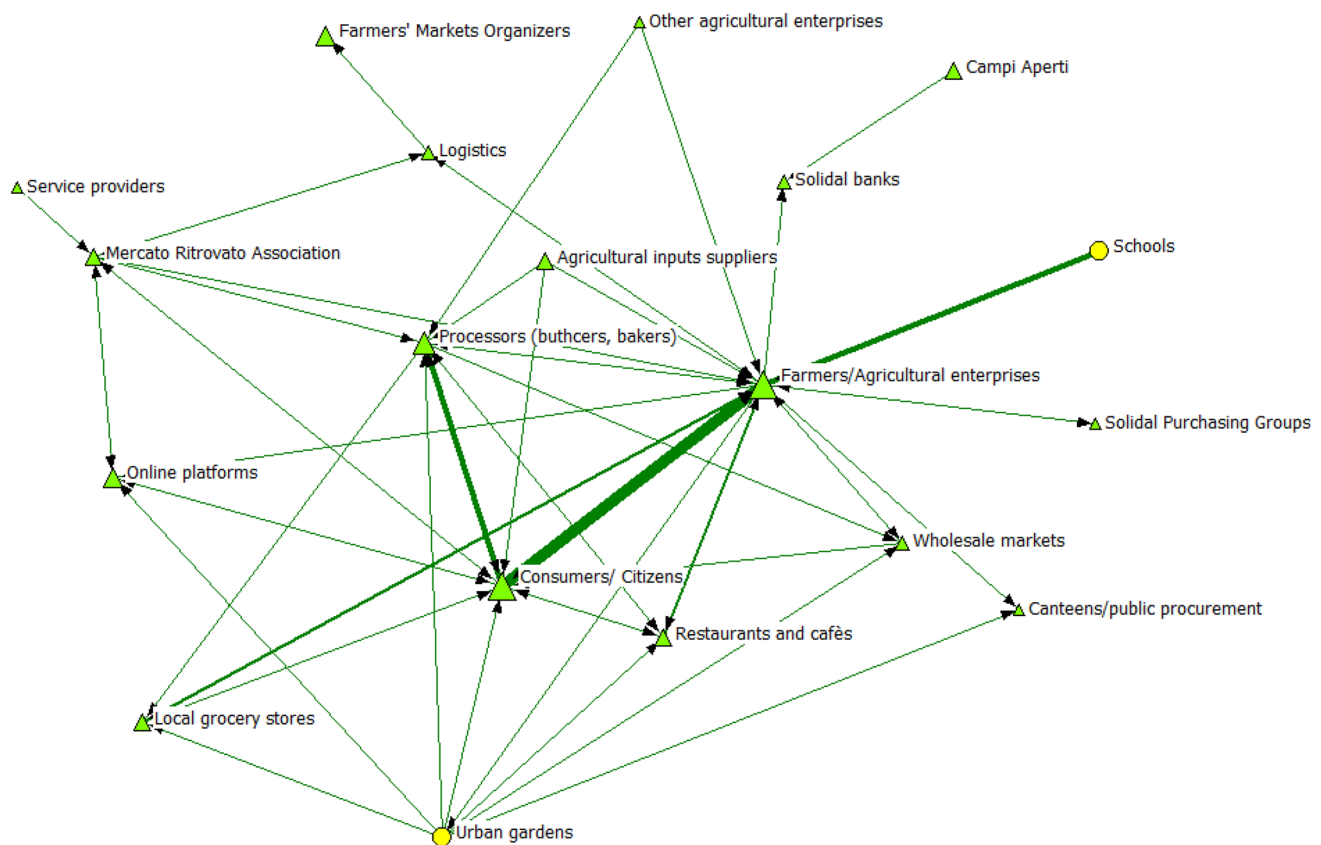 Other agricultural enterprises
Farmers' Markets Organizers
Campi Aperti
Logistics
Solidal banks
Service providers
Schools
Mercato Ritrovato Association
Agricultural inputs suppliers
Processors (buthcers, bakers)
Farmers/Agricultural enterprises
Solidal Purchasing Groups
Online platforms
Wholesale markets
Consumers/ Citizens
Canteens/public procurement
Restaurants and cafès
Local grocery stores
Urban gardens